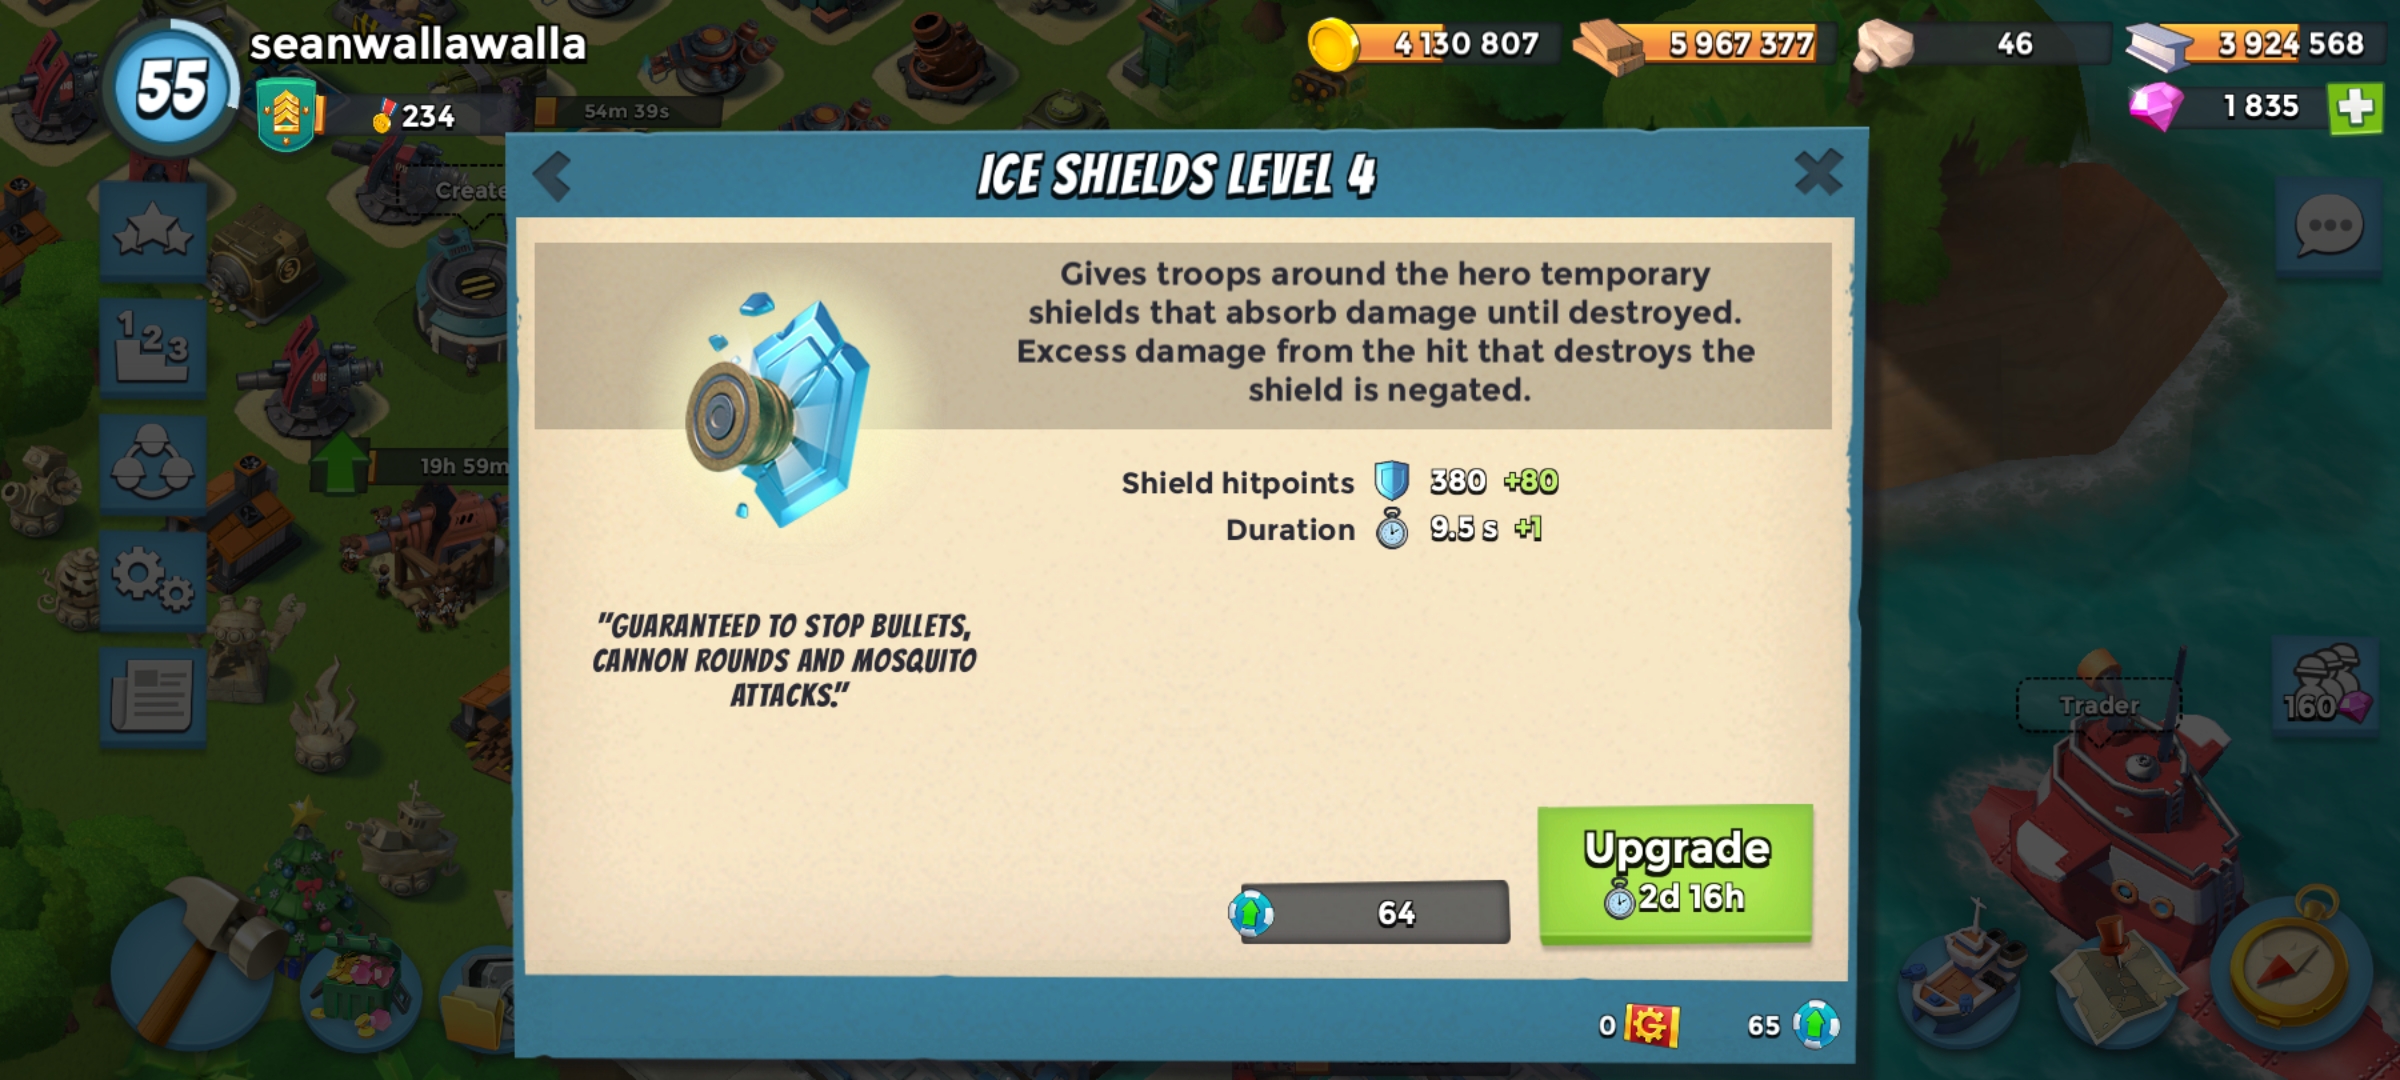 55
seanwallawalla
234
4 130 807
5 967 377
46
3 924 568
1 835
54m 39s
Create
19h 59m
1 2 3
ICE SHIELDS LEVEL 4
Gives troops around the hero temporary
shields that absorb damage until destroyed.
Excess damage from the hit that destroys the
shield is negated.
Shield hitpoints 380 +80
Duration 9.5 s +1
"GUARANTEED TO STOP BULLETS,
CANNON ROUNDS AND MOSQUITO
ATTACKS."
64
Upgrade
2d 16h
0 G 65
Trader
160